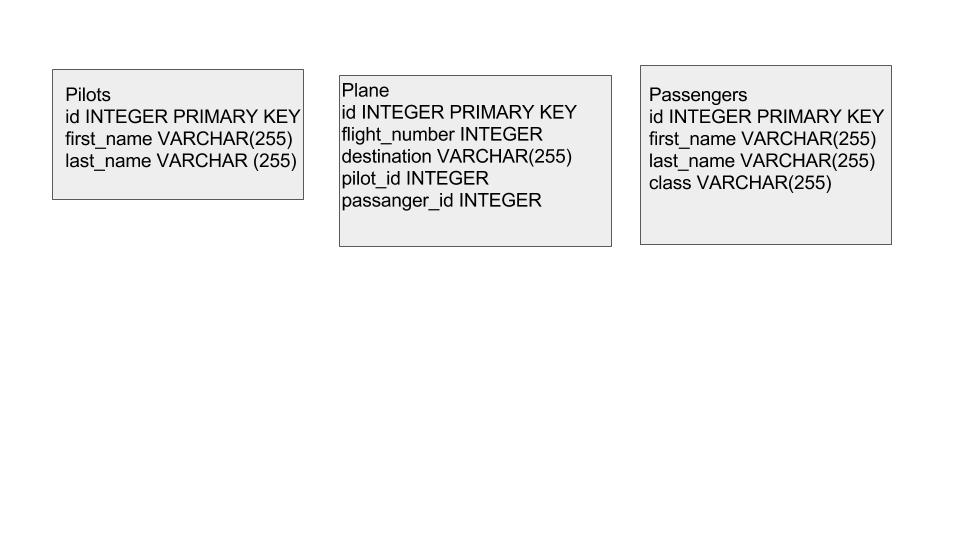 Pilots
id INTEGER PRIMARY KEY
first_name VARCHAR(255)
last_name VARCHAR (255)
Plane
id INTEGER PRIMARY KEY
flight_number INTEGER
destination VARCHAR(255)
pilot_id INTEGER
passanger_id INTEGER
Passengers
id INTEGER PRIMARY KEY
first_name VARCHAR(255)
last_name VARCHAR(255)
class VARCHAR(255)